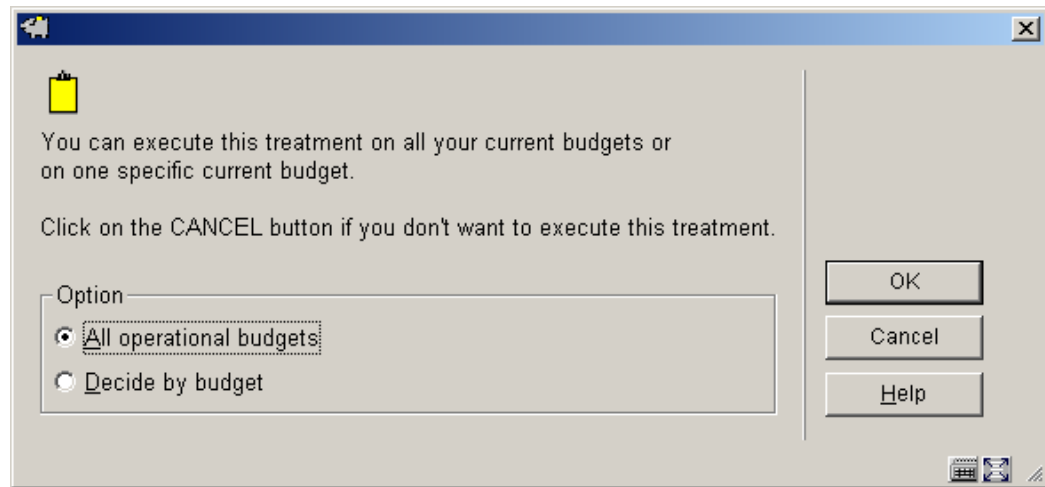 You can execute this treatment on all your current budgets or
on one specific current budget.
Click on the CANCEL button if you don't want to execute this treatment.
Option
All operational budgets
Decide by budget
OK
Cancel
Help